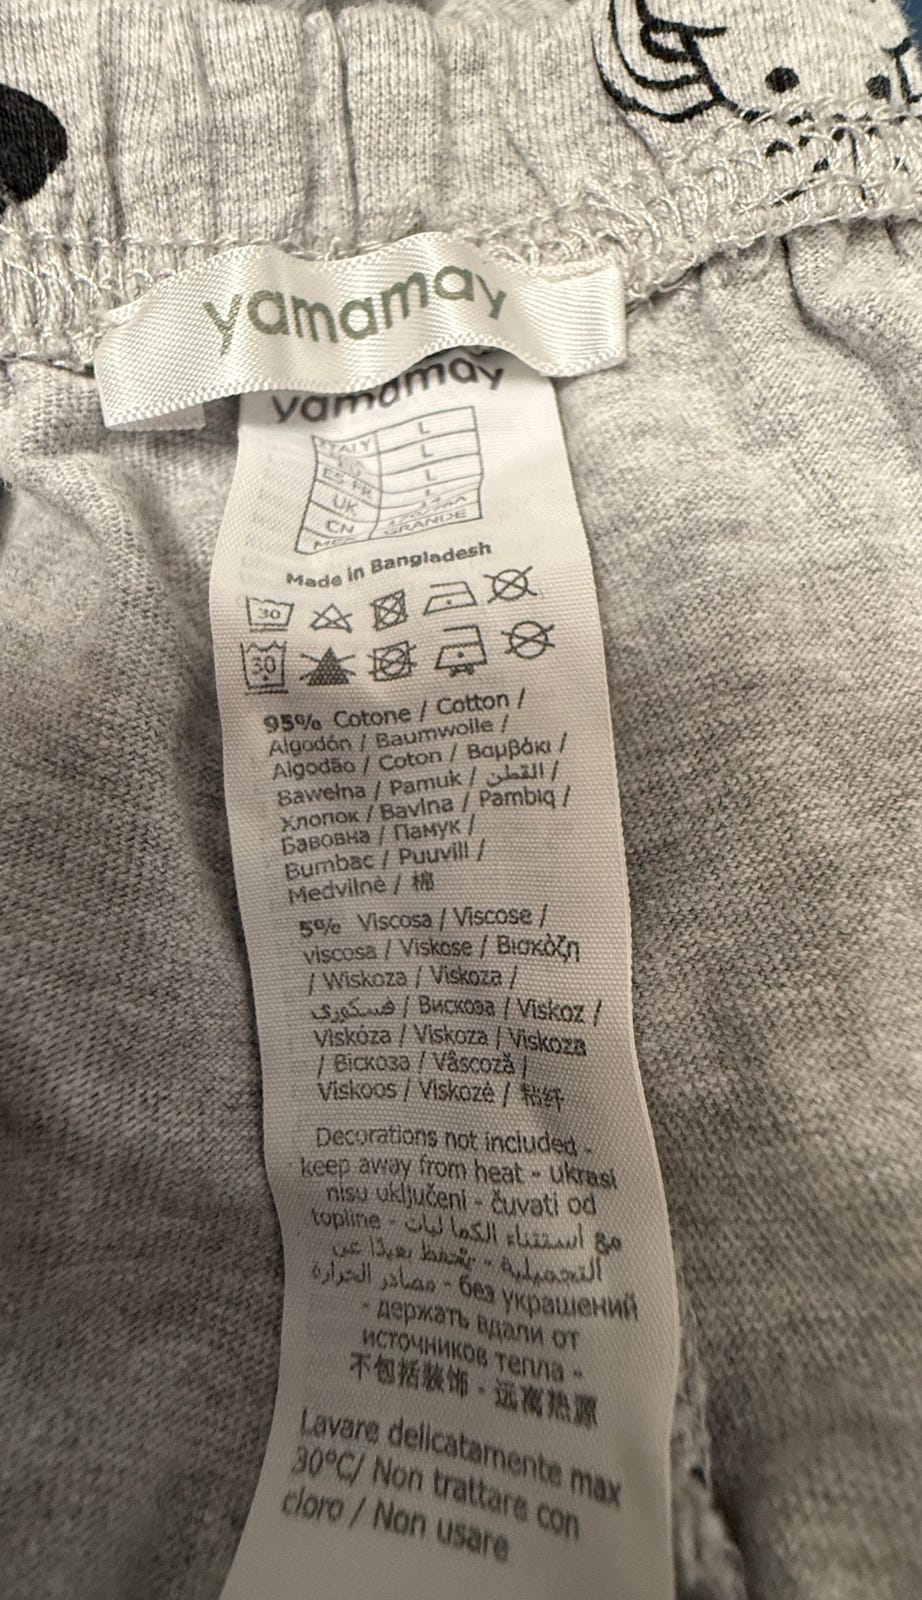 yamamay
yamamay
ITALY L
L
ES-FR L
UK L
CN
MEX GRANDE
Made in Bangladesh
30
30
95% Cotone / Cotton /
Algodón / Baumwolle /
Algodão / Coton / Βαμβάκι /
Bawełna / Pamuk / القطن /
Хлопок / Bavlna / Pambiq /
Бавовна / Памук /
Bumbac / Puuvill /
Medvilnė / 棉
5% Viscosa / Viscose /
viscosa / Viskose / Βισκόζη
/ Wiskoza / Viskoza /
فسكوزي / Вискоза / Viskoz /
Viskóza / Viskoza / Viskoza
/ Віскоза / Vâscoză /
Viskoos / Viskozė / 粘纤
Decorations not included -
keep away from heat - ukrasi
nisu uključeni - čuvati od
topline - مع استثناء الكماليات
التجميلية - يحفظ بعيدًا عن
مصادر الحرارة - без украшений
- держать вдали от
источников тепла -
不包括装饰 - 远离热源
Lavare delicatamente max
30°C/ Non trattare con
cloro / Non usare